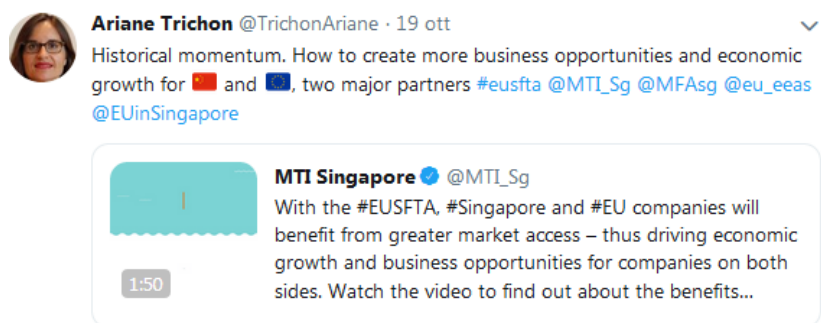 Ariane Trichon @TrichonAriane · 19 ott
Historical momentum. How to create more business opportunities and economic
growth for 🇨🇳 and 🇪🇺, two major partners #eusfta @MTI_Sg @MFAsg @eu_eeas
@EUinSingapore
MTI Singapore @MTI_Sg
With the #EUSFTA, #Singapore and #EU companies will
benefit from greater market access – thus driving economic
growth and business opportunities for companies on both
sides. Watch the video to find out about the benefits...
1:50